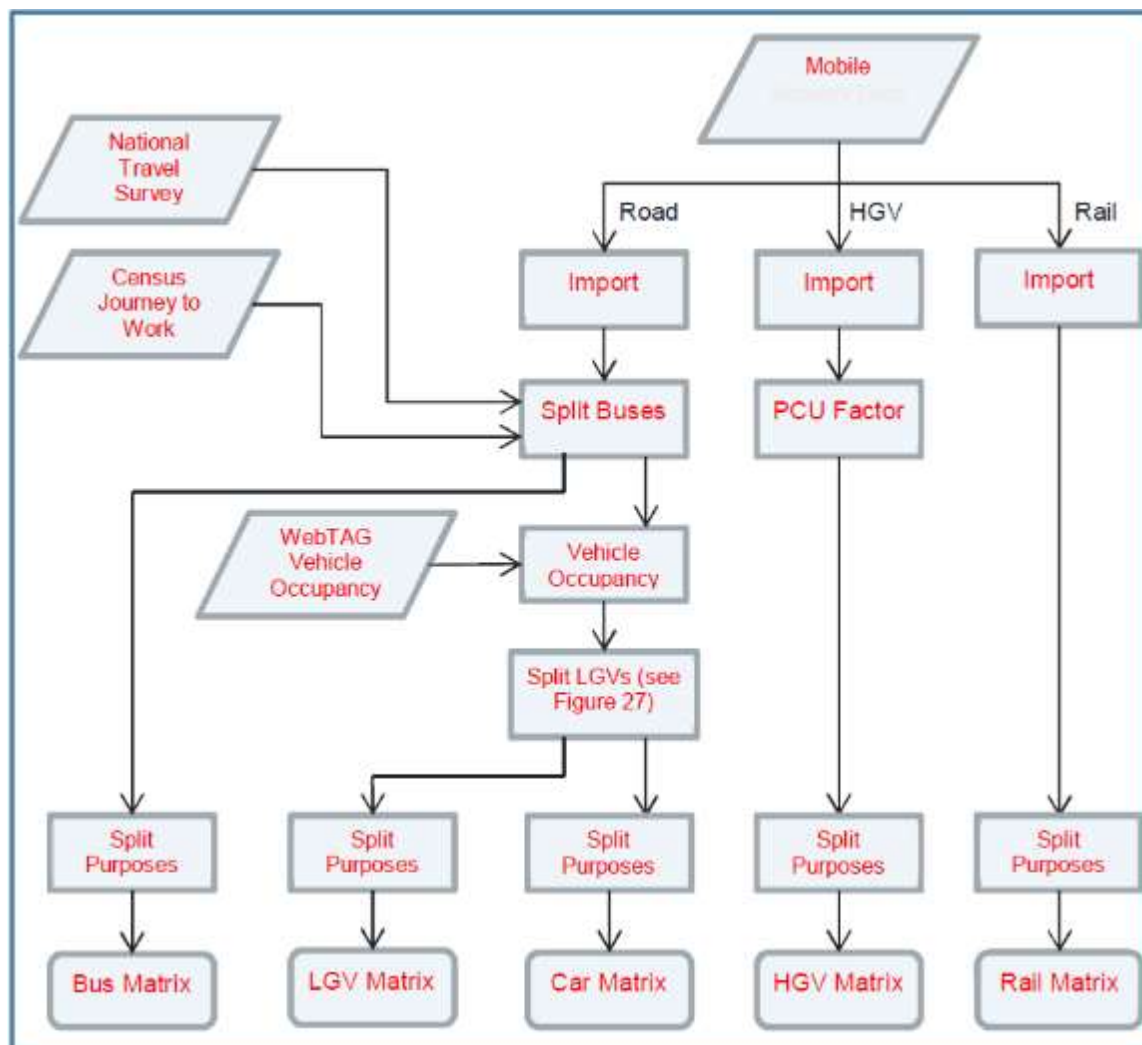 Mobile
National
Travel
Survey
Road
HGV
Rail
Census
Journey to
Work
Import
Import
Import
Split Buses
PCU Factor
WebTAG
Vehicle
Occupancy
Vehicle
Occupancy
Split LGVs (see
Figure 27)
Split
Purposes
Split
Purposes
Split
Purposes
Split
Purposes
Split
Purposes
Bus Matrix
LGV Matrix
Car Matrix
HGV Matrix
Rail Matrix